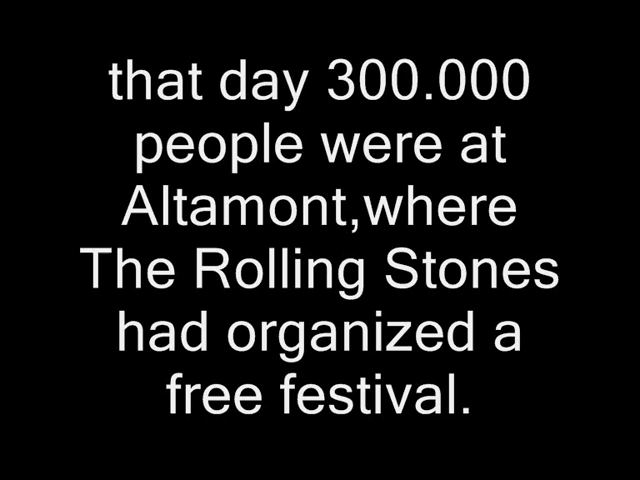 that day 300.000
people were at
Altamont,where
The Rolling Stones
had organized a
free festival.